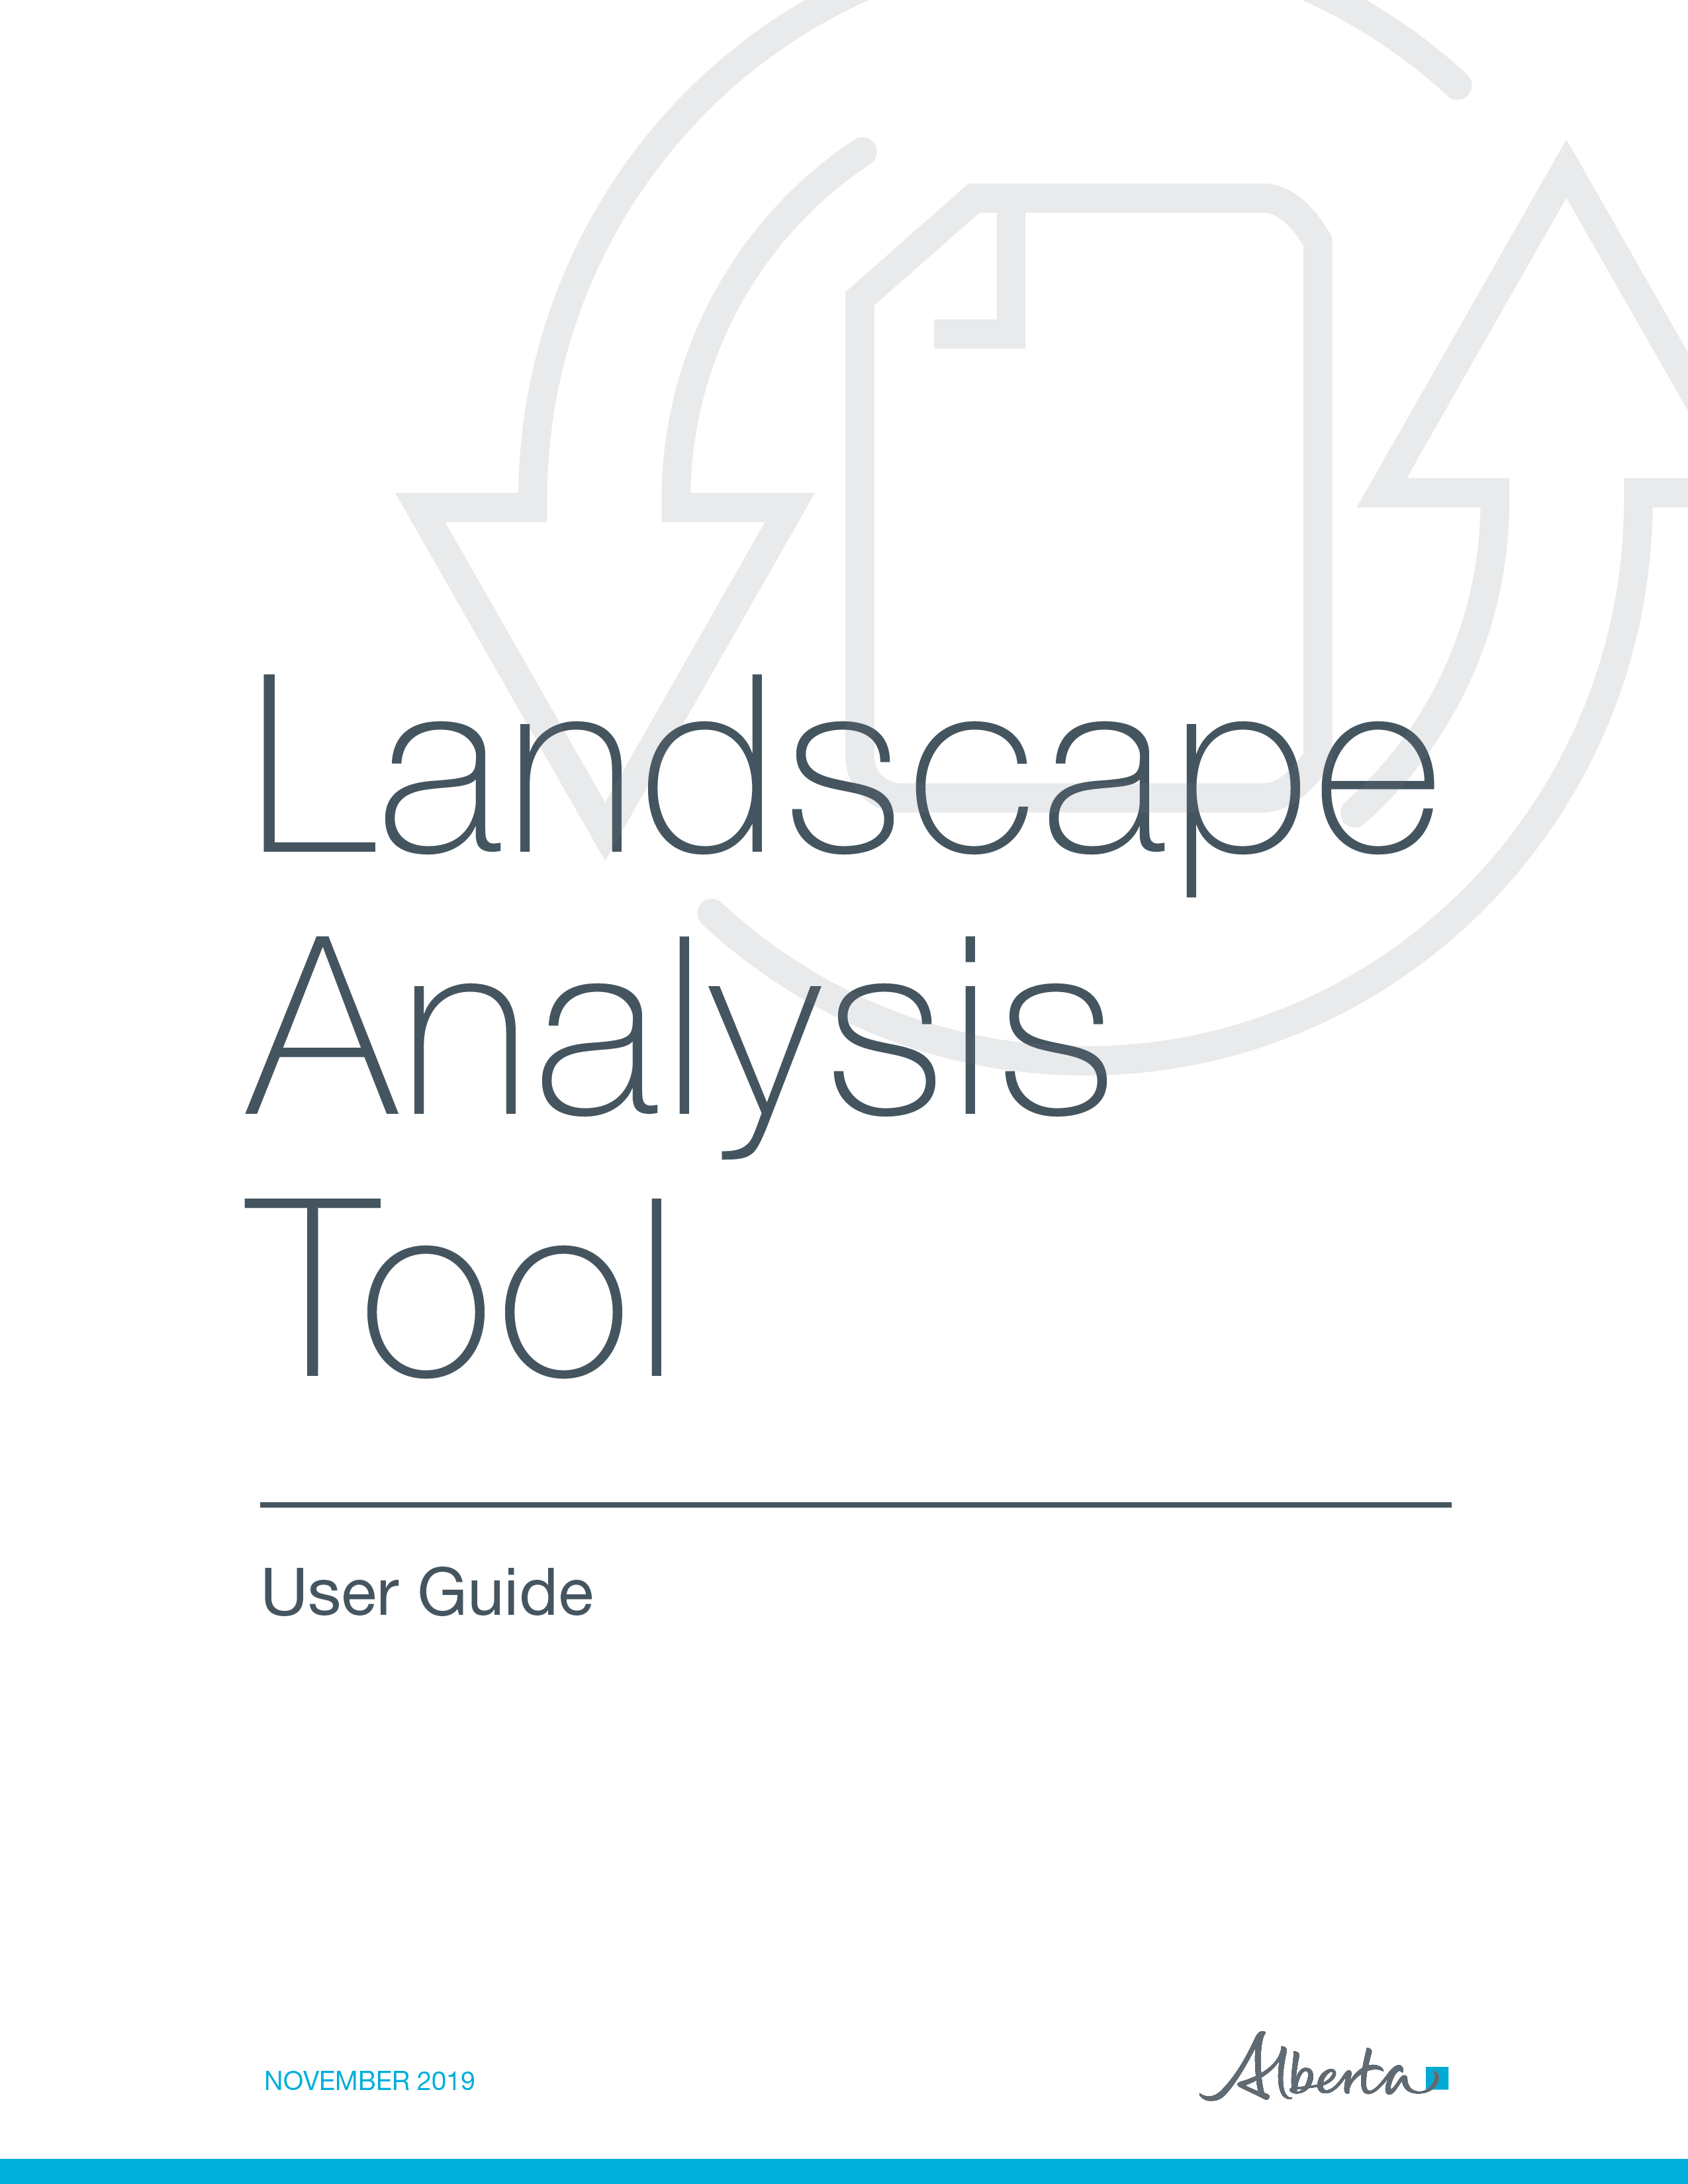 Landscape
Analysis
Tool
User Guide
NOVEMBER 2019
Alberta